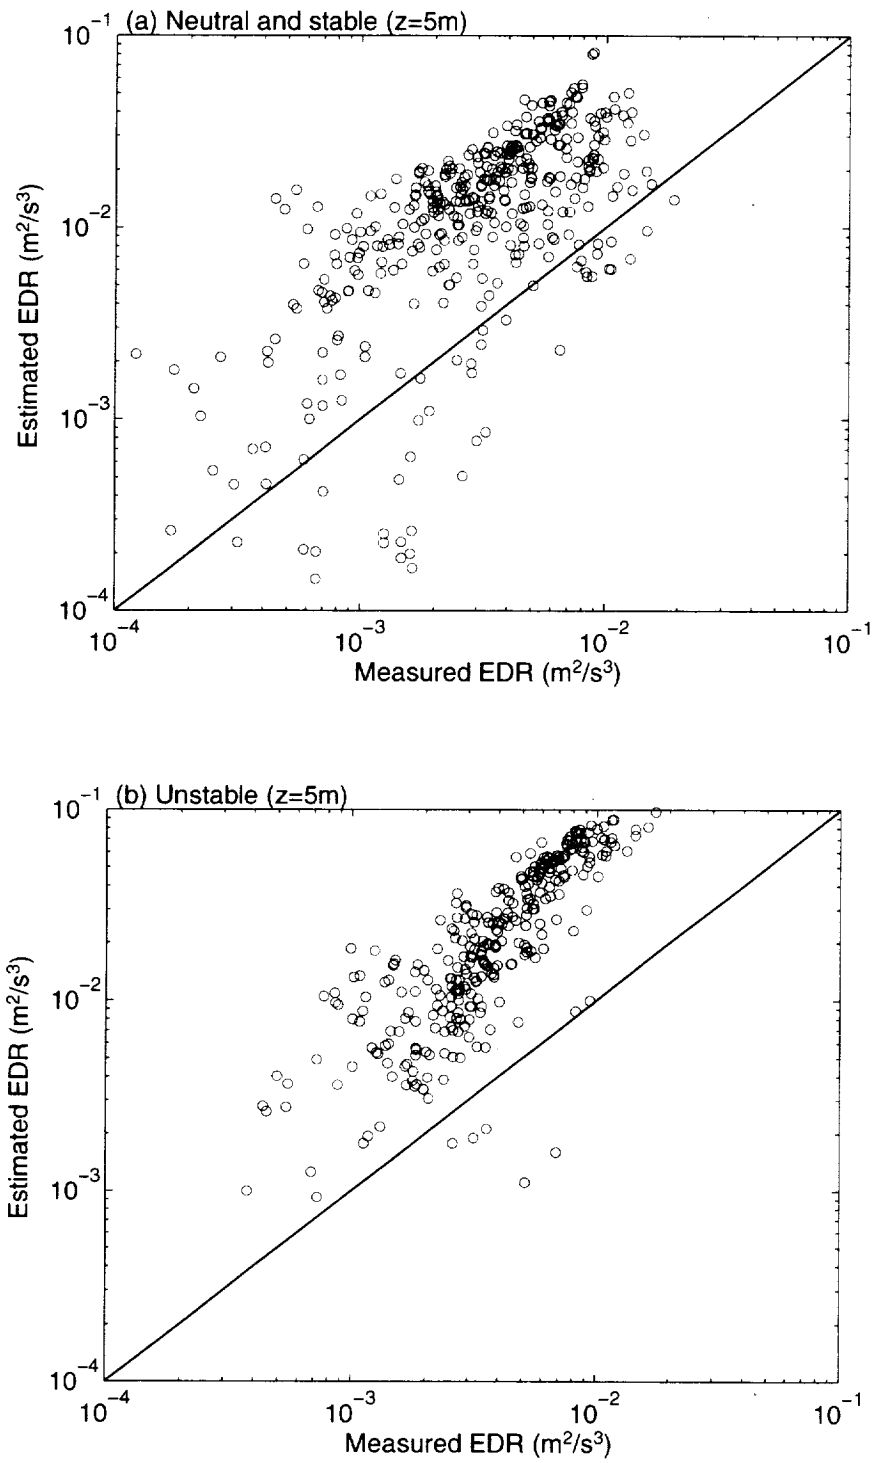 (a) Neutral and stable (z=5m)
10⁻¹
10⁻²
10⁻³
10⁻⁴
Estimated EDR (m²/s³)
10⁻⁴ 10⁻³ 10⁻² 10⁻¹
Measured EDR (m²/s³)
(b) Unstable (z=5m)
10⁻¹
10⁻²
10⁻³
10⁻⁴
Estimated EDR (m²/s³)
10⁻⁴ 10⁻³ 10⁻² 10⁻¹
Measured EDR (m²/s³)